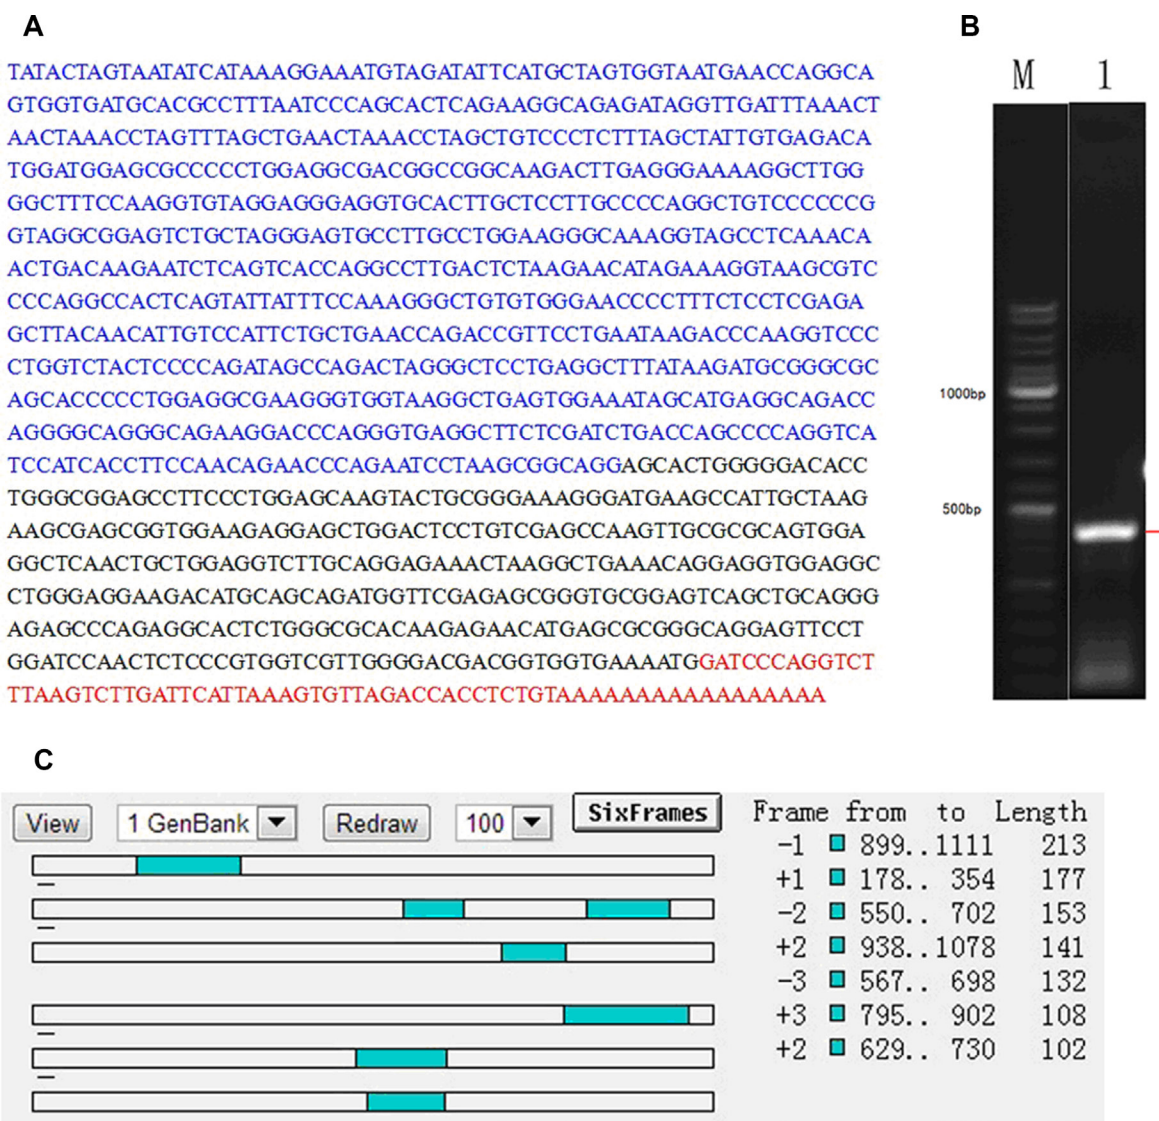 A
B
TATACTAGTAATATCATAAAGGAAATGTAGATATTCATGCTAGTGGTAATGAACCAGGCA
GTGGTGATGCACGCCTTTAATCCCAGCACTCAGAAGGCAGAGATAGGTTGATTTAAACT
AACTAAACCTAGTTTAGCTGAACTAAACCTAGCTGTCCCTCTTTAGCTATTGTGAGACA
TGGATGGAGCGCCCCCTGGAGGCGACGGCCGGCAAGACTTGAGGGAAAAGGCTTGG
GGCTTTCCAAGGTGTAGGAGGGAGGTGCACTTGCTCCTTGCCCCAGGCTGTCCCCCCG
GTAGGCGGAGTCTGCTAGGGAGTGCCTTGCCTGGAAGGGCAAAGGTAGCCTCAAACA
ACTGACAAGAATCTCAGTCACCAGGCCTTGACTCTAAGAACATAGAAAGGTAAGCGTC
CCCAGGCCACTCAGTATTATTTCCAAAGGGCTGTGTGGGAACCCCTTTCTCCTCGAGA
GCTTACAACATTGTCCATTCTGCTGAACCAGACCGTTCCTGAATAAGACCCAAGGTCCC
CTGGTCTACTCCCCAGATAGCCAGACTAGGGCTCCTGAGGCTTTATAAGATGCGGGCGC
AGCACCCCCTGGAGGCGAAGGGTGGTAAGGCTGAGTGGAAATAGCATGAGGCAGACC
AGGGGCAGGGCAGAAGGACCCAGGGTGAGGCTTCTCGATCTGACCAGCCCCAGGTCA
TCCATCACCTTCCAACAGAACCCAGAATCCTAAGCGGCAGGAGCACTGGGGGACACC
TGGGCGGAGCCTTCCCTGGAGCAAGTACTGCGGGAAAGGGATGAAGCCATTGCTAAG
AAGCGAGCGGTGGAAGAGGAGCTGGACTCCTGTCGAGCCAAGTTGCGCGCAGTGGA
GGCTCAACTGCTGGAGGTCTTGCAGGAGAAACTAAGGCTGAAACAGGAGGTGGAGGC
CTGGGAGGAAGACATGCAGCAGATGGTTCGAGAGCGGGTGCGGAGTCAGCTGCAGGG
AGAGCCCAGAGGCACTCTGGGCGCACAAGAGAACATGAGCGCGGGCAGGAGTTCCT
GGATCCAACTCTCCCGTGGTCGTTGGGGACGACGGTGGTGAAAATGGATCCCAGGTCT
TTAAGTCTTGATTCATTAAAGTGTTAGACCACCTCTGTAAAAAAAAAAAAAAAAAA
M 1
1000bp
500bp
C
View 1 GenBank Redraw 100 SixFrames
Frame from to Length
-1 899..1111 213
+1 178.. 354 177
-2 550.. 702 153
+2 938..1078 141
-3 567.. 698 132
+3 795.. 902 108
+2 629.. 730 102